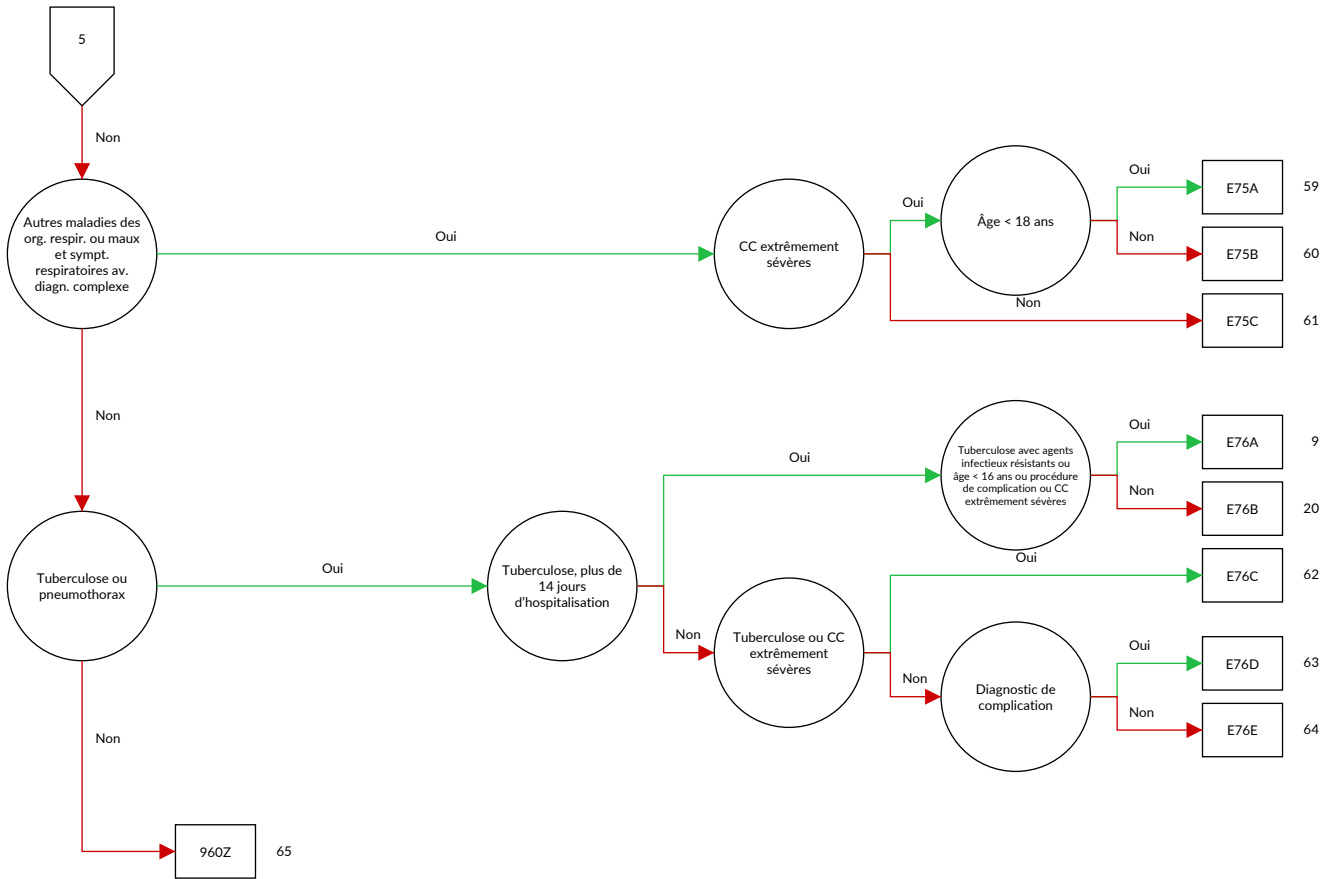 5
Non
Autres maladies des
org. respir. ou maux
et sympt.
respiratoires av.
diagn. complexe
Oui
CC extrêmement
sévères
Oui
Âge < 18 ans
Oui
E75A
59
Non
E75B
60
Non
E75C
61
Non
Tuberculose ou
pneumothorax
Oui
Tuberculose, plus de
14 jours
d'hospitalisation
Oui
Tuberculose avec agents
infectieux résistants ou
âge < 16 ans ou procédure
de complication ou CC
extrêmement sévères
Oui
E76A
9
Non
E76B
20
Non
Tuberculose ou CC
extrêmement
sévères
Oui
E76C
62
Non
Diagnostic de
complication
Oui
E76D
63
Non
E76E
64
Non
960Z
65